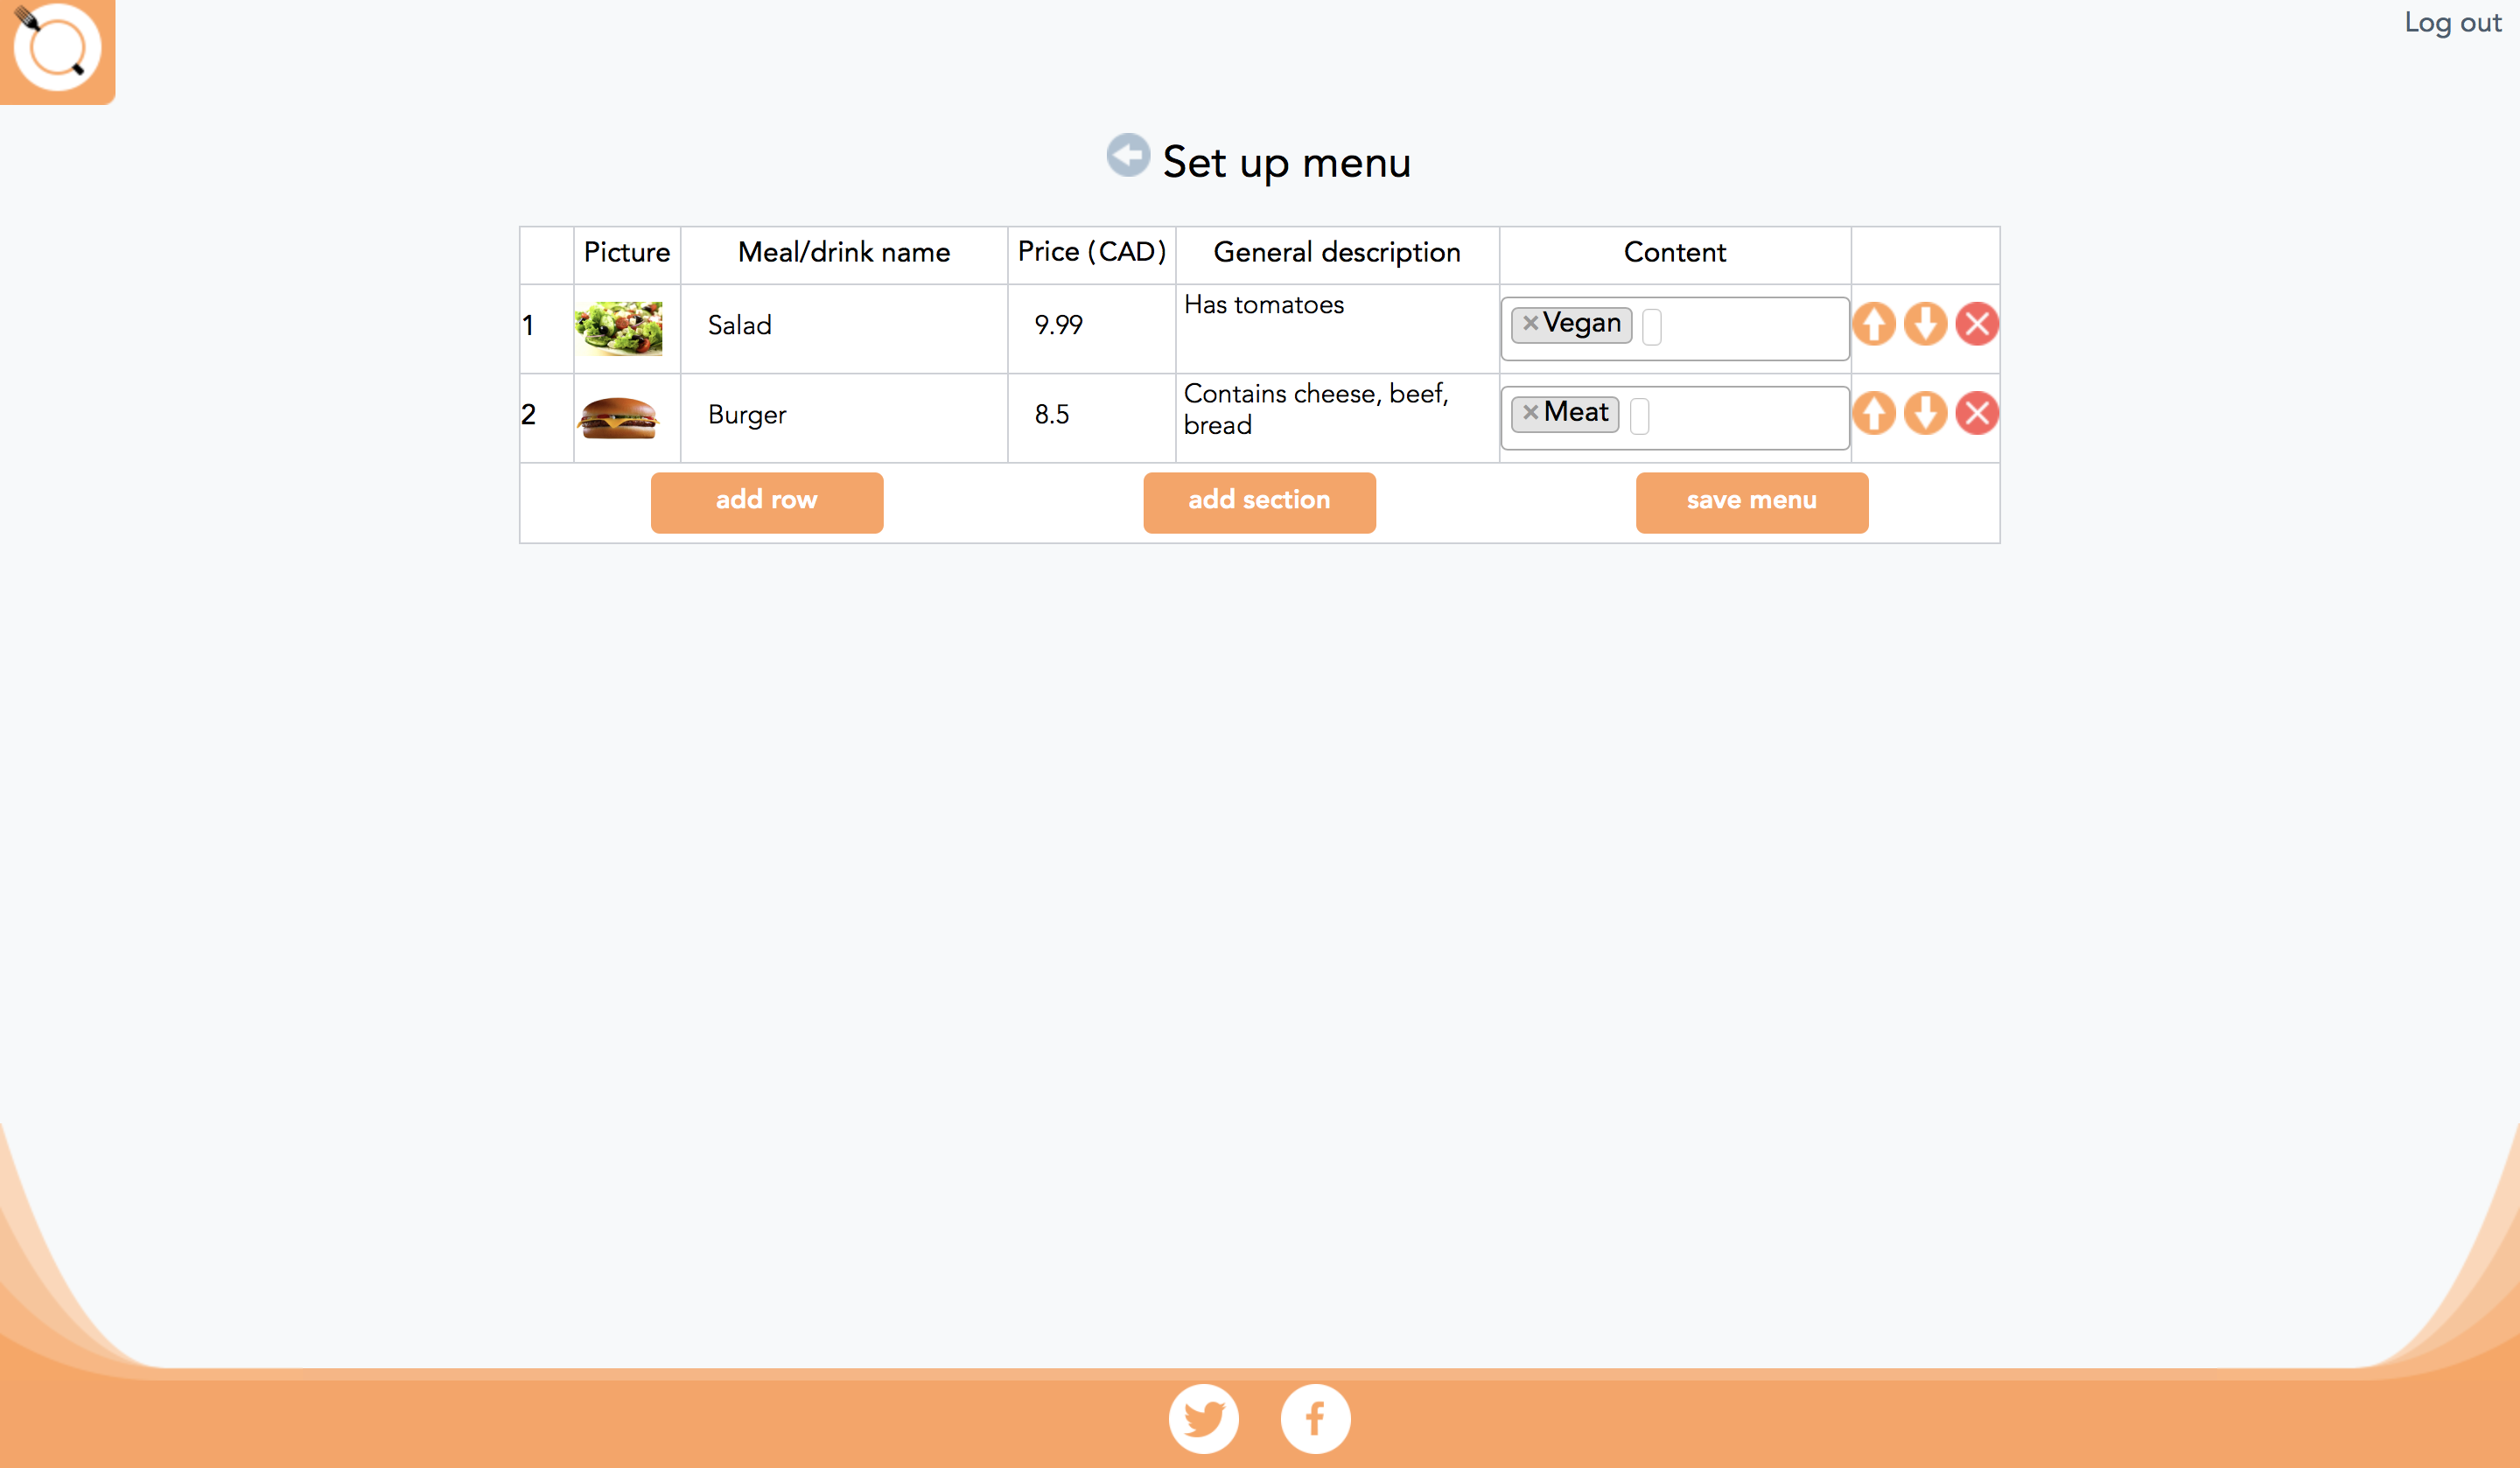 Log out
Set up menu
Picture Meal/drink name Price (CAD) General description Content
1 Salad 9.99 Has tomatoes ×Vegan
2 Burger 8.5 Contains cheese, beef,
bread ×Meat
add row add section save menu